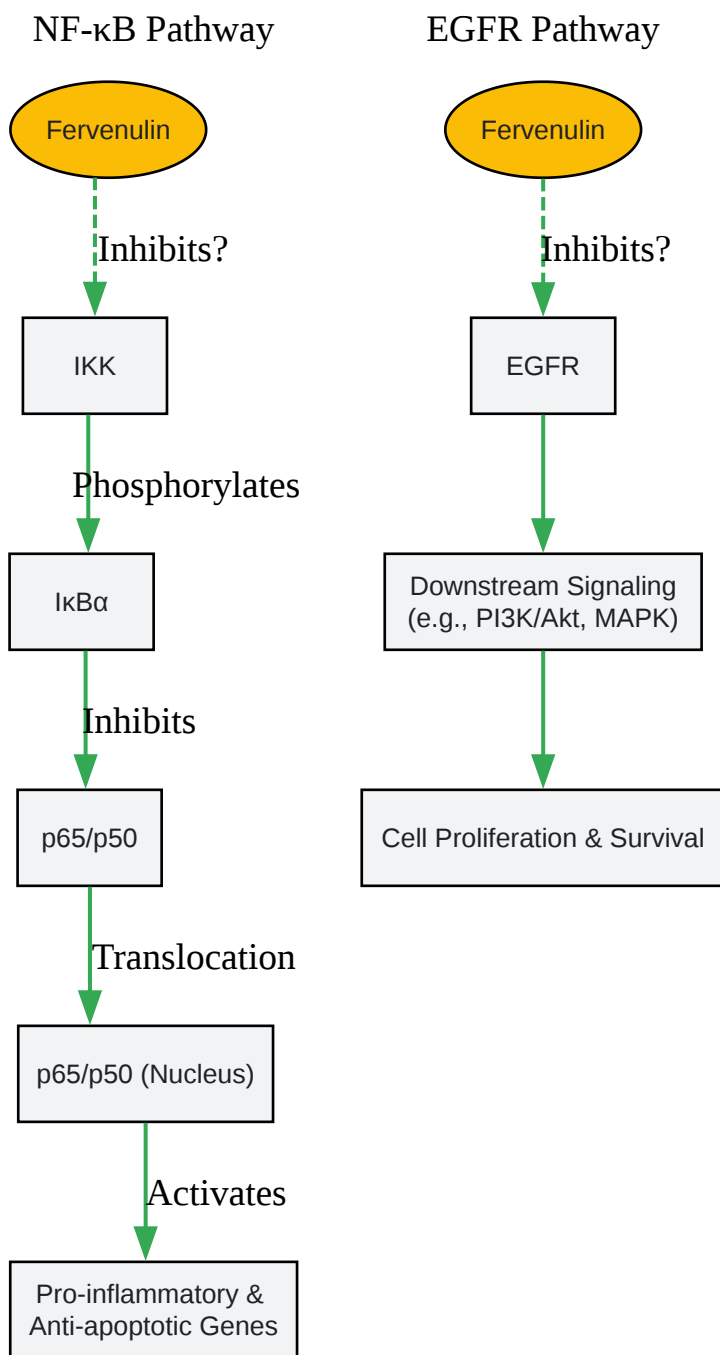 NF-κB Pathway
Fervenulin
Inhibits?
IKK
Phosphorylates
IκBα
Inhibits
p65/p50
Translocation
p65/p50 (Nucleus)
Activates
Pro-inflammatory &
Anti-apoptotic Genes
EGFR Pathway
Fervenulin
Inhibits?
EGFR
Downstream Signaling
(e.g., PI3K/Akt, MAPK)
Cell Proliferation & Survival